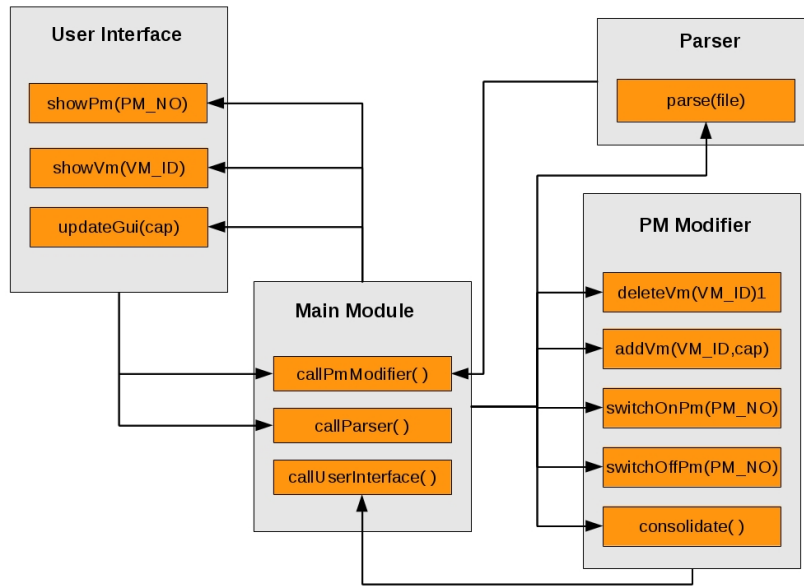 User Interface
showPm(PM_NO)
showVm(VM_ID)
updateGui(cap)
Main Module
callPmModifier( )
callParser( )
callUserInterface( )
Parser
parse(file)
PM Modifier
deleteVm(VM_ID)1
addVm(VM_ID,cap)
switchOnPm(PM_NO)
switchOffPm(PM_NO)
consolidate( )